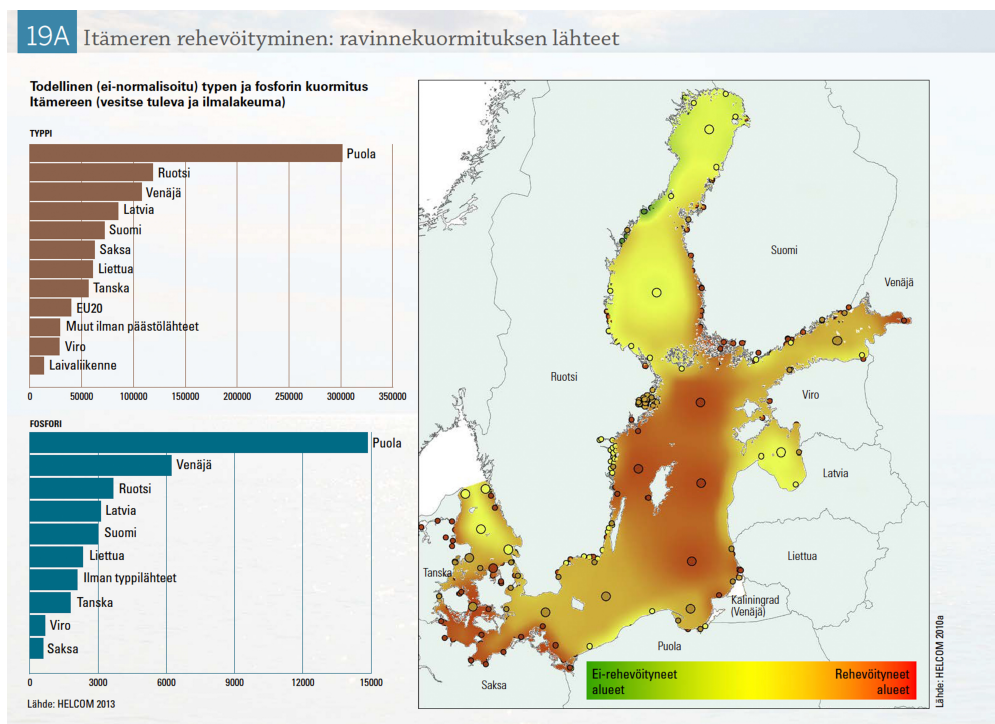 19A Itämeren rehevöityminen: ravinnekuormituksen lähteet
Todellinen (ei-normalisoitu) typen ja fosforin kuormitus
Itämereen (vesitse tuleva ja ilmalakeuma)
TYPPI
Puola
Ruotsi
Venäjä
Latvia
Suomi
Saksa
Liettua
Tanska
EU20
Muut ilman päästölähteet
Viro
Laivaliikenne
0 50000 100000 150000 200000 250000 300000 350000
FOSFORI
Puola
Venäjä
Ruotsi
Latvia
Suomi
Liettua
Ilman typpilähteet
Tanska
Viro
Saksa
0 3000 6000 9000 12000 15000
Lähde: HELCOM 2013
Suomi
Venäjä
Ruotsi
Viro
Latvia
Liettua
Tanska
Kaliningrad
(Venäjä)
Puola
Saksa
Ei-rehevöityneet
alueet
Rehevöityneet
alueet
Lähde: HELCOM 2010a